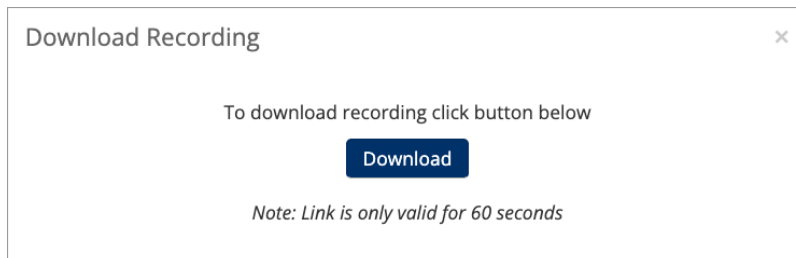 Download Recording ×
To download recording click button below
Download
Note: Link is only valid for 60 seconds